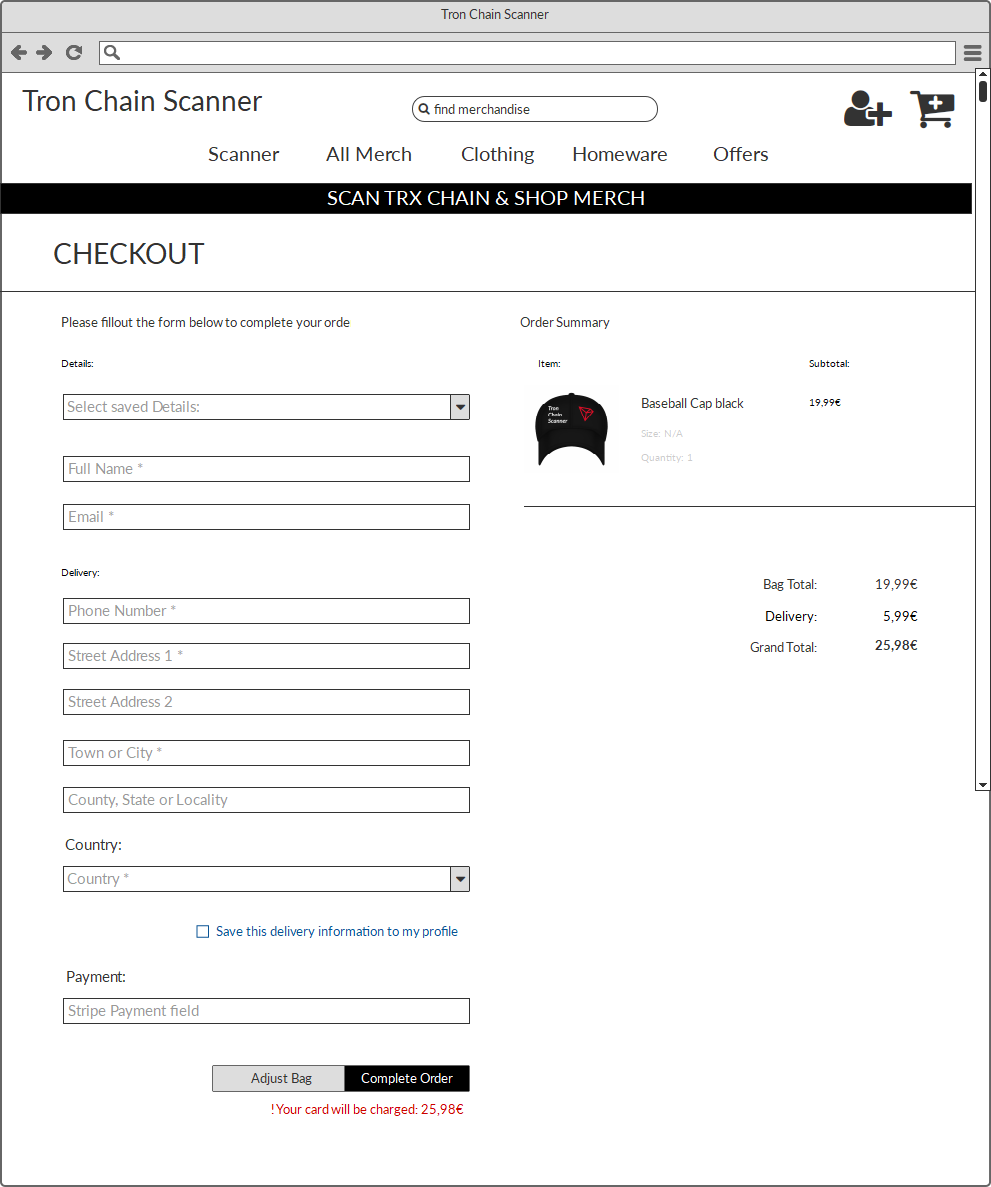 Tron Chain Scanner
Tron Chain Scanner
find merchandise
Scanner All Merch Clothing Homeware Offers
SCAN TRX CHAIN & SHOP MERCH
CHECKOUT
Please fillout the form below to complete your orde
Details:
Select saved Details:
Full Name *
Email *
Delivery:
Phone Number *
Street Address 1 *
Street Address 2
Town or City *
County, State or Locality
Country:
Country *
Save this delivery information to my profile
Payment:
Stripe Payment field
Adjust Bag Complete Order
!Your card will be charged: 25,98€
Order Summary
Item: Subtotal:
Tron
Chain
Scanner
Baseball Cap black 19,99€
Size: N/A
Quantity: 1
Bag Total: 19,99€
Delivery: 5,99€
Grand Total: 25,98€